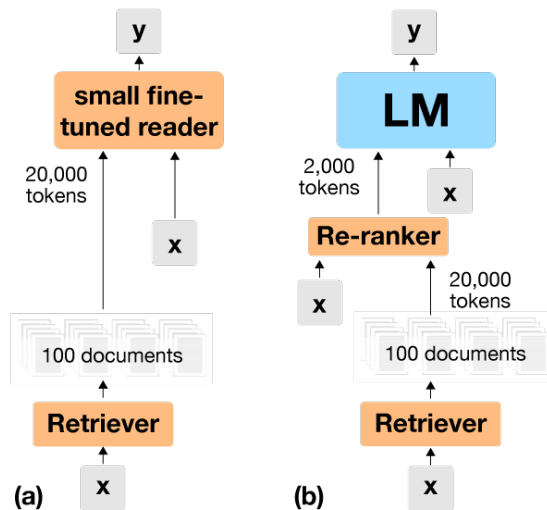 y
small fine-
tuned reader
20,000
tokens
x
100 documents
Retriever
x
(a)
y
LM
2,000
tokens
x
Re-ranker
x
20,000
tokens
100 documents
Retriever
x
(b)